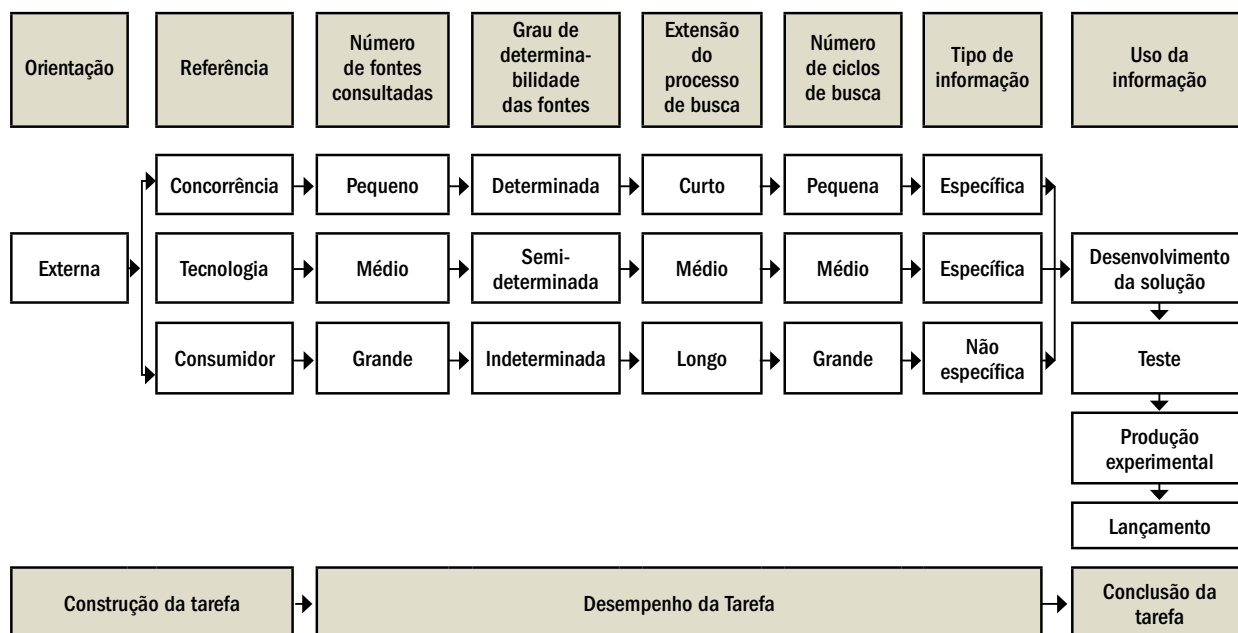 Orientação
Referência
Número
de fontes
consultadas
Grau de
determina-
bilidade
das fontes
Extensão
do
processo
de busca
Número
de ciclos
de busca
Tipo de
informação
Uso da
informação
Concorrência
Pequeno
Determinada
Curto
Pequena
Específica
Externa
Tecnologia
Médio
Semi-
determinada
Médio
Médio
Específica
Desenvolvimento
da solução
Consumidor
Grande
Indeterminada
Longo
Grande
Não
específica
Teste
Produção
experimental
Lançamento
Construção da tarefa
Desempenho da Tarefa
Conclusão da
tarefa